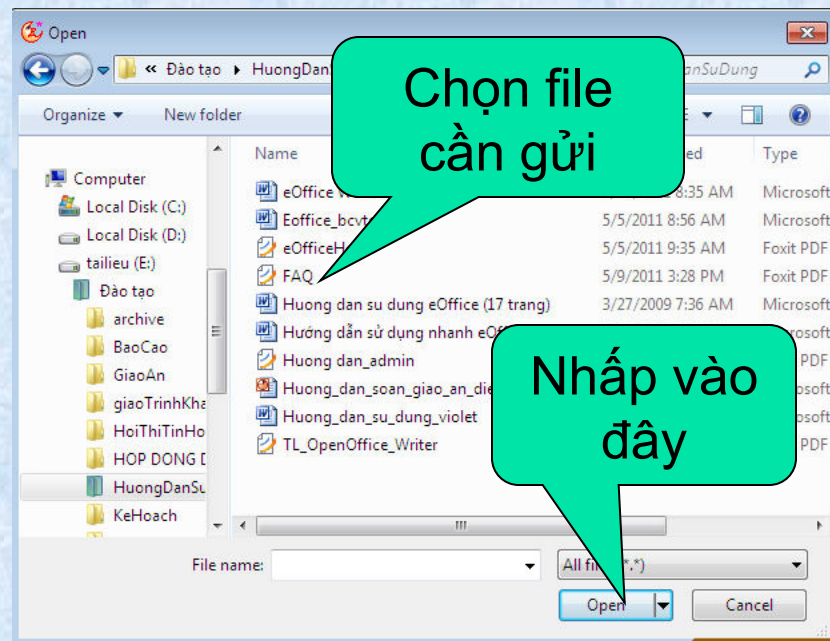 Open
« Đào tạo ▸ HuongDan
anSuDung
Organize New folder
Name ed Type
Computer
Local Disk (C:)
Local Disk (D:)
tailieu (E:)
Đào tạo
archive
BaoCao
GiaoAn
giaoTrinhKha
HoiThiTinHo
HOP DONG D
HuongDanSu
KeHoach
eOffice 8:35 AM Microsoft
Eoffice_bcvt 5/5/2011 8:56 AM Microsoft
eOfficeH 5/5/2011 9:35 AM Foxit PDF
FAQ 5/9/2011 3:28 PM Foxit PDF
Huong dan su dung eOffice (17 trang) 3/27/2009 7:36 AM Microsoft
Hướng dẫn sử dụng nhanh eOf rosoft
Huong dan_admin PDF
Huong_dan_soan_giao_an_die osoft
Huong_dan_su_dung_violet osoft
TL_OpenOffice_Writer PDF
Chọn file
cần gửi
Nhấp vào
đây
File name: All fi *.*)
Open Cancel